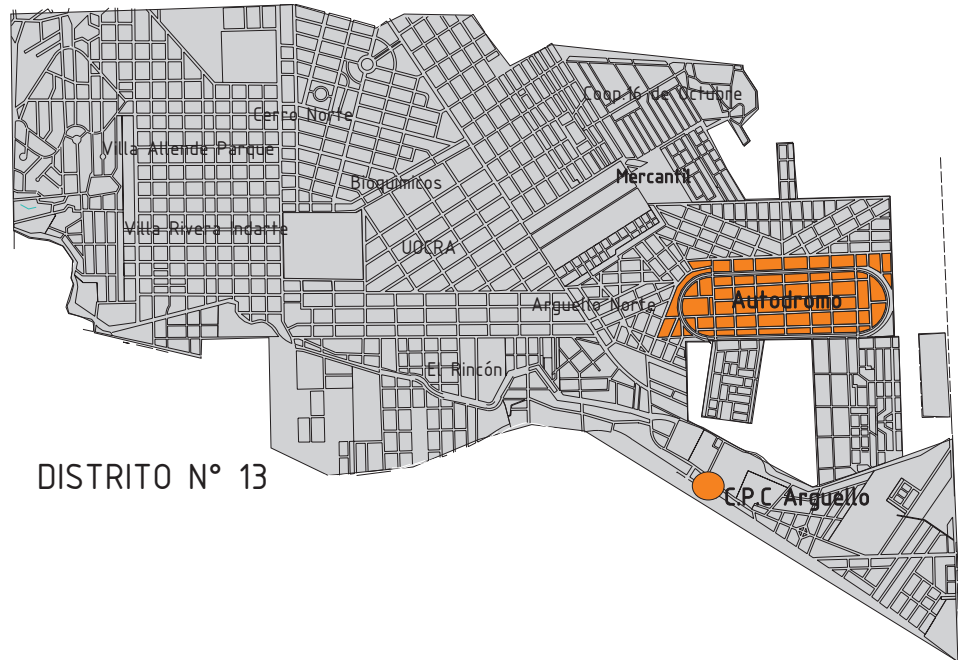 Coop.16 de Octubre
Cerro Norte
Villa Allende Parque
Mercantil
Bioquimicos
Villa Rivera Indarte
UOCRA
Autodromo
Arguello Norte
El Rincón
DISTRITO N° 13
C.P.C Arguello